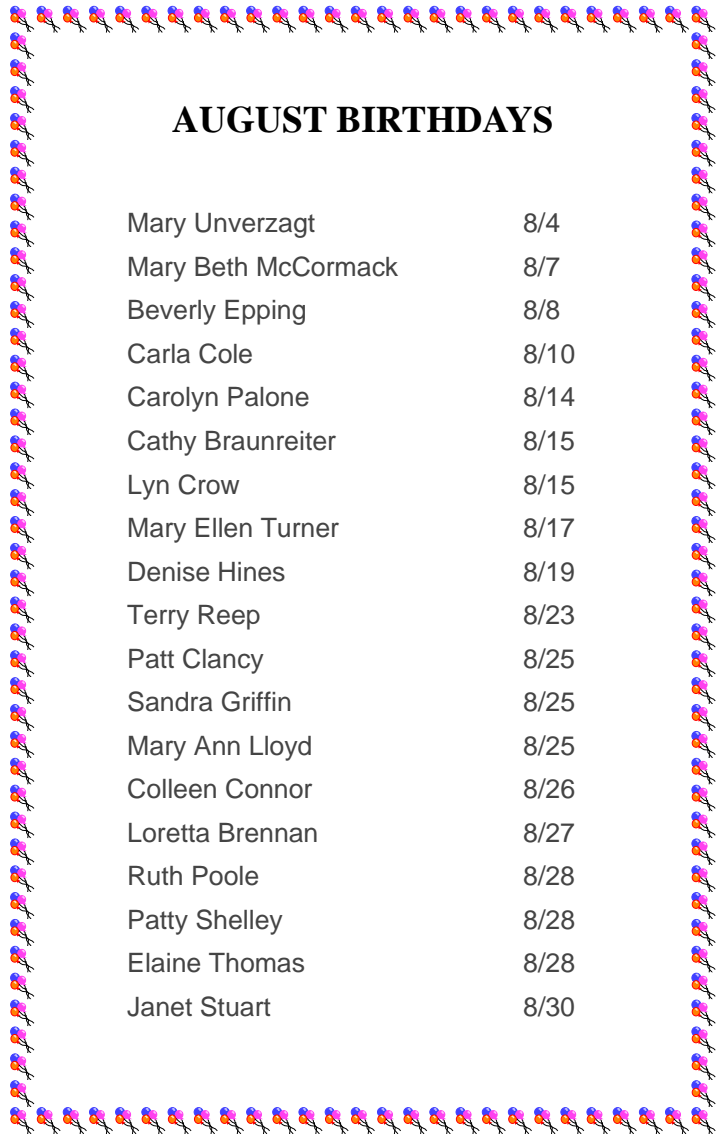 AUGUST BIRTHDAYS
Mary Unverzagt 8/4
Mary Beth McCormack 8/7
Beverly Epping 8/8
Carla Cole 8/10
Carolyn Palone 8/14
Cathy Braunreiter 8/15
Lyn Crow 8/15
Mary Ellen Turner 8/17
Denise Hines 8/19
Terry Reep 8/23
Patt Clancy 8/25
Sandra Griffin 8/25
Mary Ann Lloyd 8/25
Colleen Connor 8/26
Loretta Brennan 8/27
Ruth Poole 8/28
Patty Shelley 8/28
Elaine Thomas 8/28
Janet Stuart 8/30